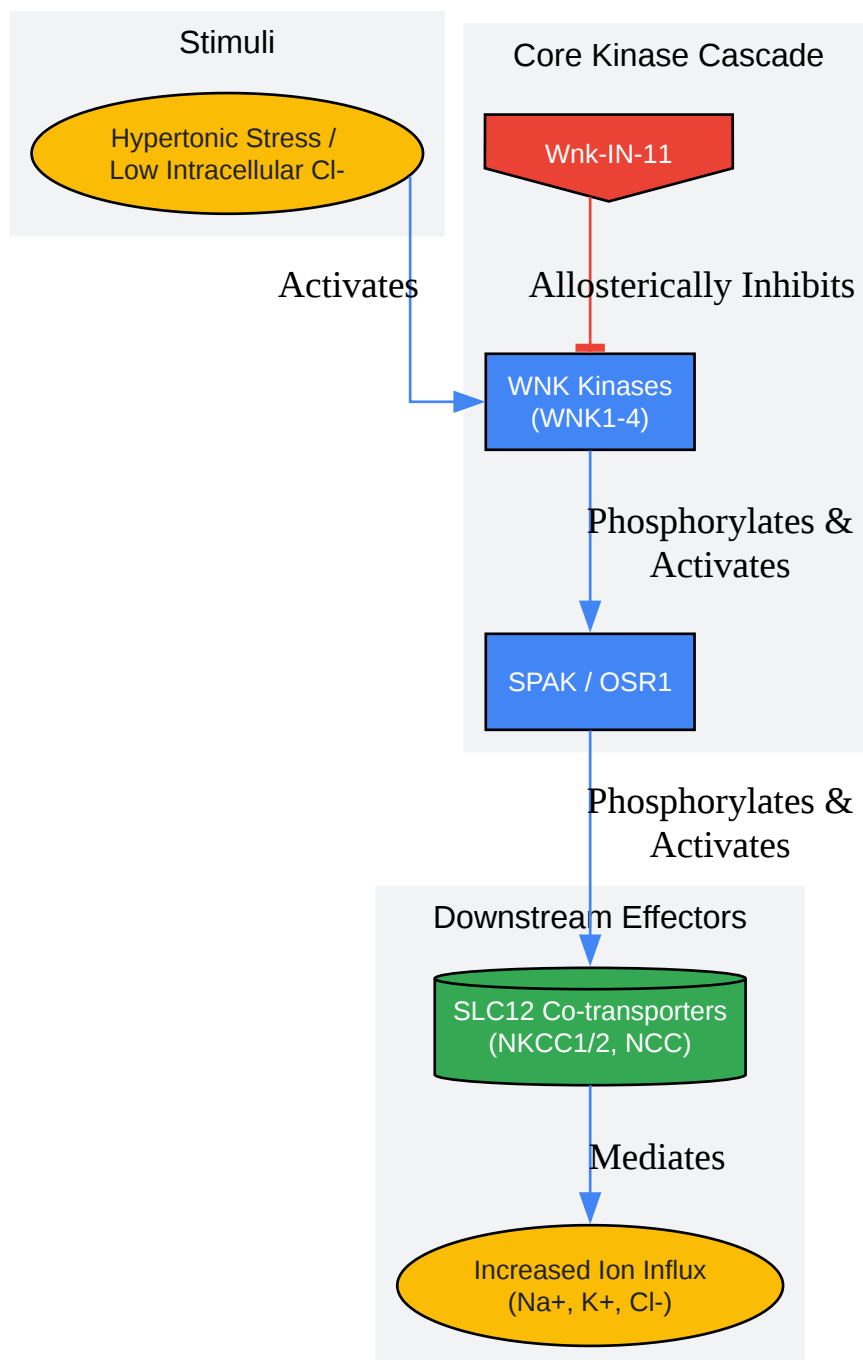 Stimuli
Hypertonic Stress /
Low Intracellular Cl-
Activates
Core Kinase Cascade
Wnk-IN-11
Allosterically Inhibits
WNK Kinases
(WNK1-4)
Phosphorylates &
Activates
SPAK / OSR1
Phosphorylates &
Activates
Downstream Effectors
SLC12 Co-transporters
(NKCC1/2, NCC)
Mediates
Increased Ion Influx
(Na+, K+, Cl-)